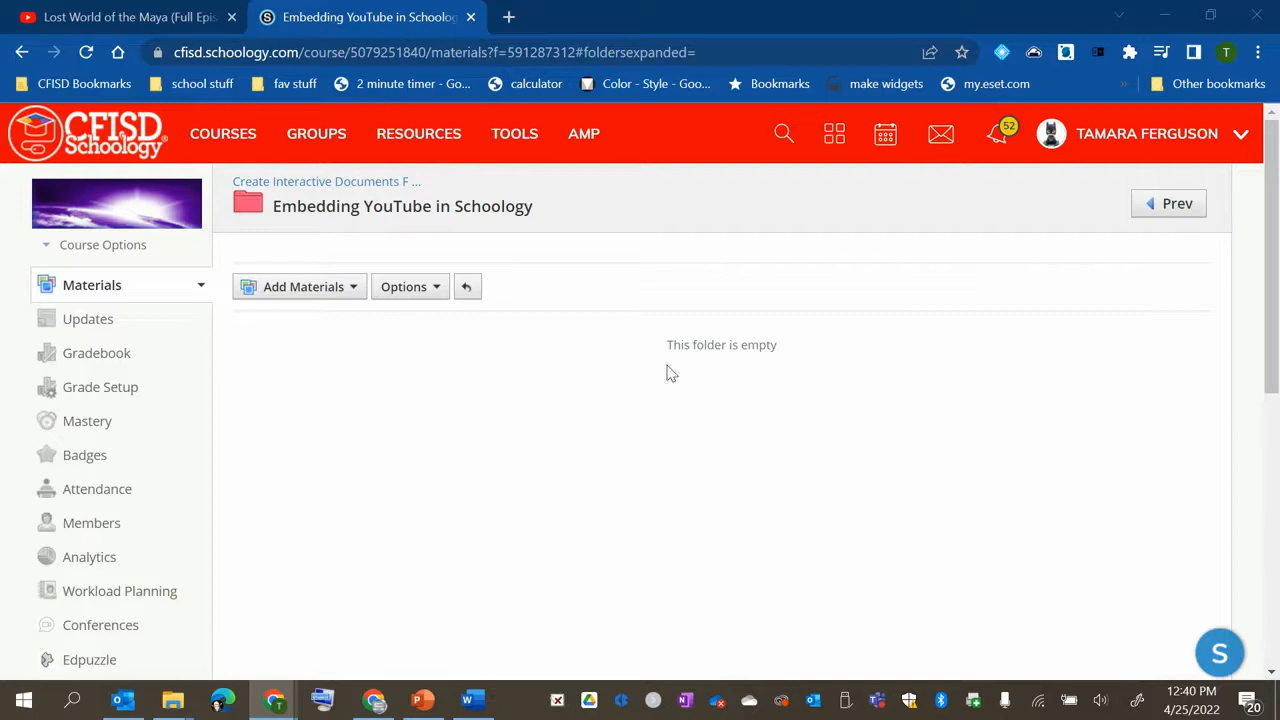 Lost World of the Maya (Full Epis
Embedding YouTube in Schoolog
cfisd.schoology.com/course/5079251840/materials?f=591287312#foldersexpanded=
T
CFISD Bookmarks
school stuff
fav stuff
2 minute timer - Go...
calculator
Color - Style - Goo...
Bookmarks
make widgets
my.eset.com
Other bookmarks
CFISD
Schoology
COURSES
GROUPS
RESOURCES
TOOLS
AMP
52
TAMARA FERGUSON
Create Interactive Documents F ...
Embedding YouTube in Schoology
Prev
Course Options
Materials
Add Materials
Options
Updates
This folder is empty
Gradebook
Grade Setup
Mastery
Badges
Attendance
Members
Analytics
Workload Planning
Conferences
Edpuzzle
S
12:40 PM
4/25/2022
20